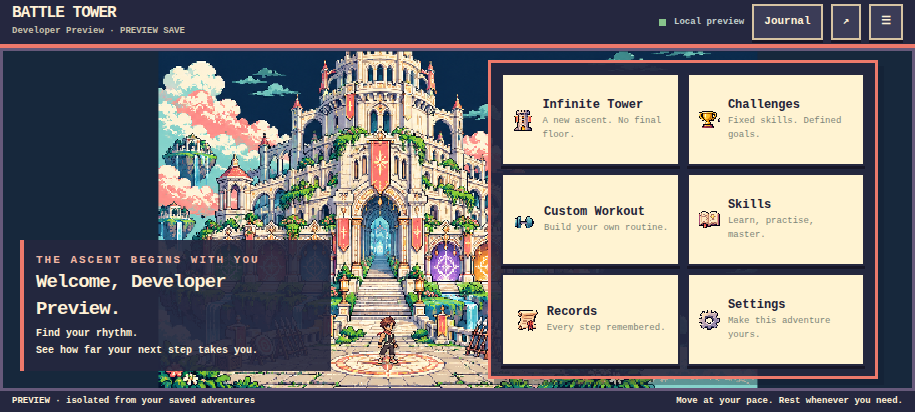 BATTLE TOWER
Developer Preview · PREVIEW SAVE
Local preview
Journal
↗
☰
THE ASCENT BEGINS WITH YOU
Welcome, Developer
Preview.
Find your rhythm.
See how far your next step takes you.
Infinite Tower
A new ascent. No final
floor.
Challenges
Fixed skills. Defined
goals.
Custom Workout
Build your own routine.
Skills
Learn, practise,
master.
Records
Every step remembered.
Settings
Make this adventure
yours.
PREVIEW · isolated from your saved adventures
Move at your pace. Rest whenever you need.